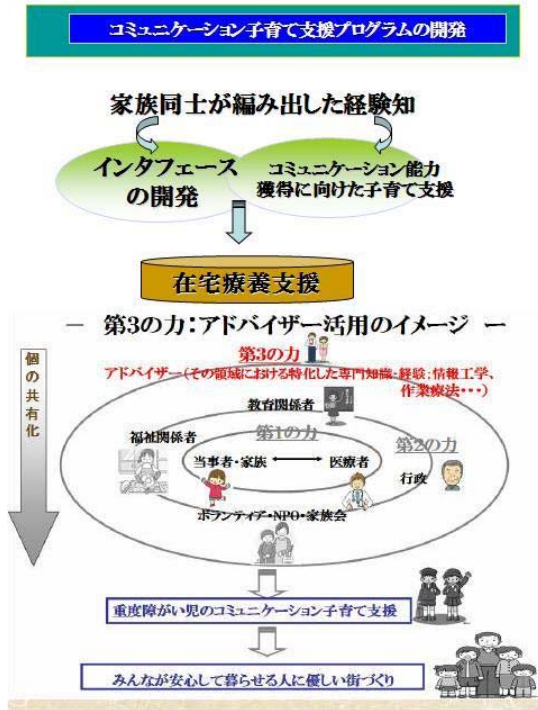 コミュニケーション子育て支援プログラムの開発
家族同士が編み出した経験知
インタフェース
の開発
コミュニケーション能力
獲得に向けた子育て支援
在宅療養支援
― 第3の力：アドバイザー活用のイメージ ―
個の共有化
第3の力
アドバイザー（その領域における特化した専門知識・経験：情報工学、
作業療法・・・）
教育関係者
福祉関係者
第1の力
第2の力
当事者・家族
医療者
行政
ボランティア・NPO・家族会
重度障がい児のコミュニケーション子育て支援
みんなが安心して暮らせる人に優しい街づくり